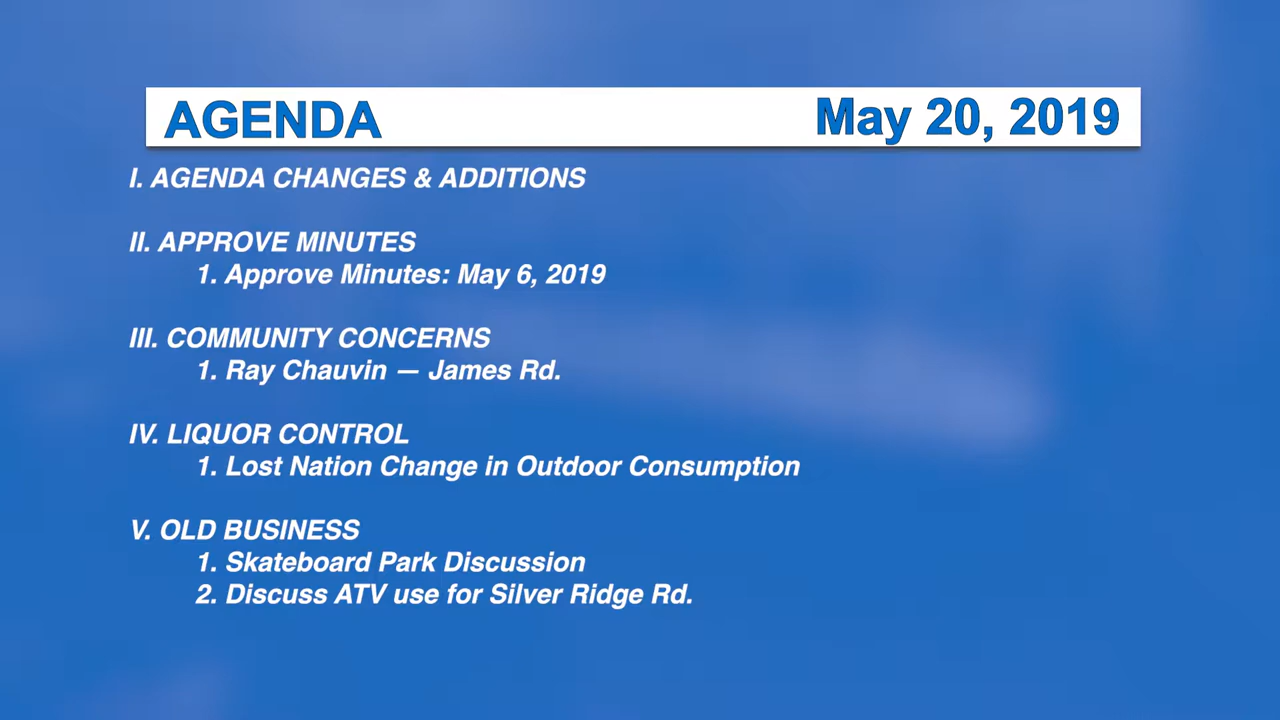 AGENDA May 20, 2019
I. AGENDA CHANGES & ADDITIONS
II. APPROVE MINUTES
1. Approve Minutes: May 6, 2019
III. COMMUNITY CONCERNS
1. Ray Chauvin — James Rd.
IV. LIQUOR CONTROL
1. Lost Nation Change in Outdoor Consumption
V. OLD BUSINESS
1. Skateboard Park Discussion
2. Discuss ATV use for Silver Ridge Rd.